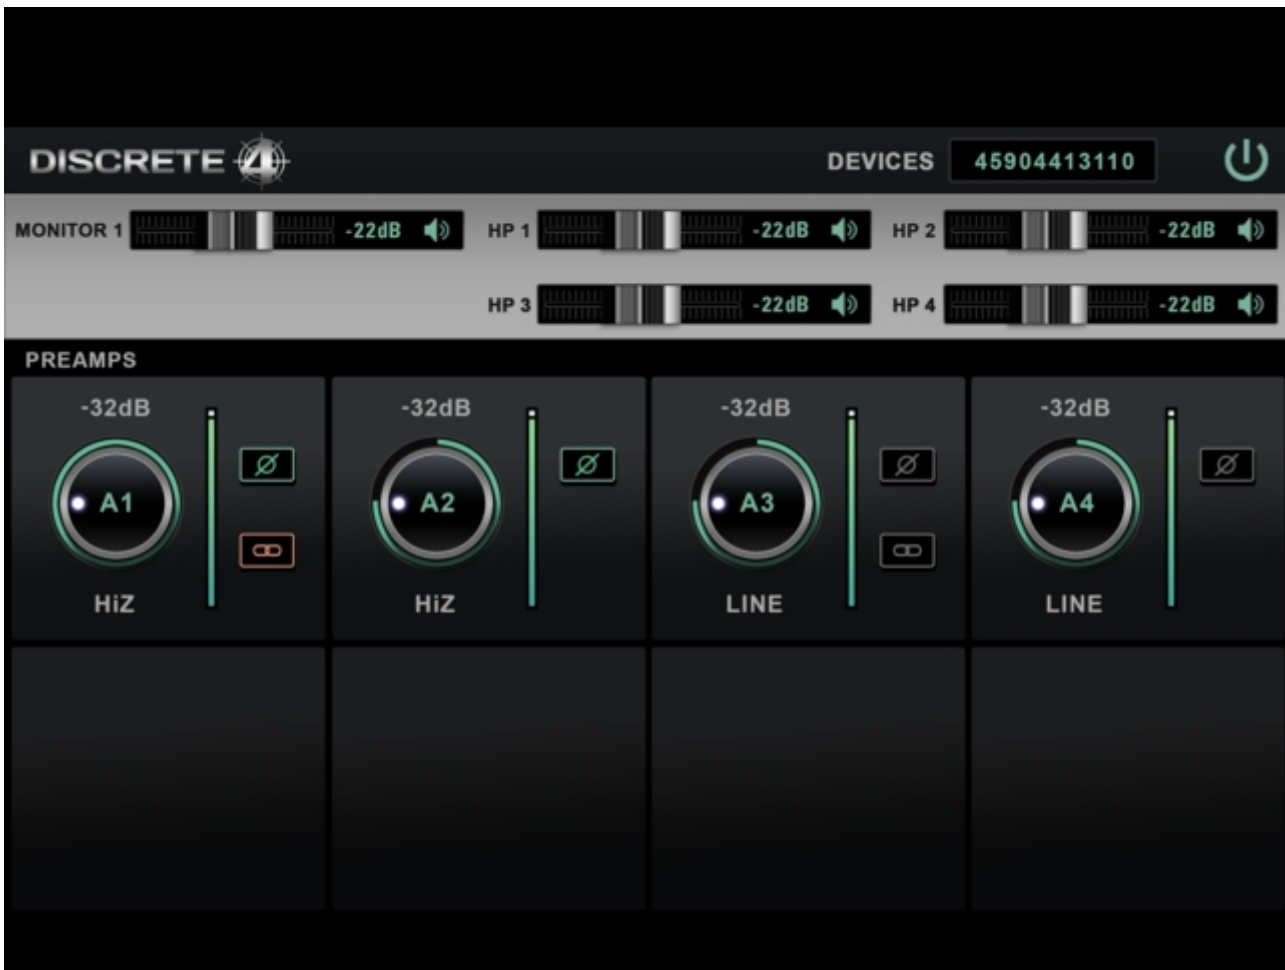 DISCRETE 4 DEVICES 45904413110
MONITOR 1 -22dB HP 1 -22dB HP 2 -22dB
HP 3 -22dB HP 4 -22dB
PREAMPS
-32dB -32dB -32dB -32dB
A1 A2 A3 A4
HiZ HiZ LINE LINE